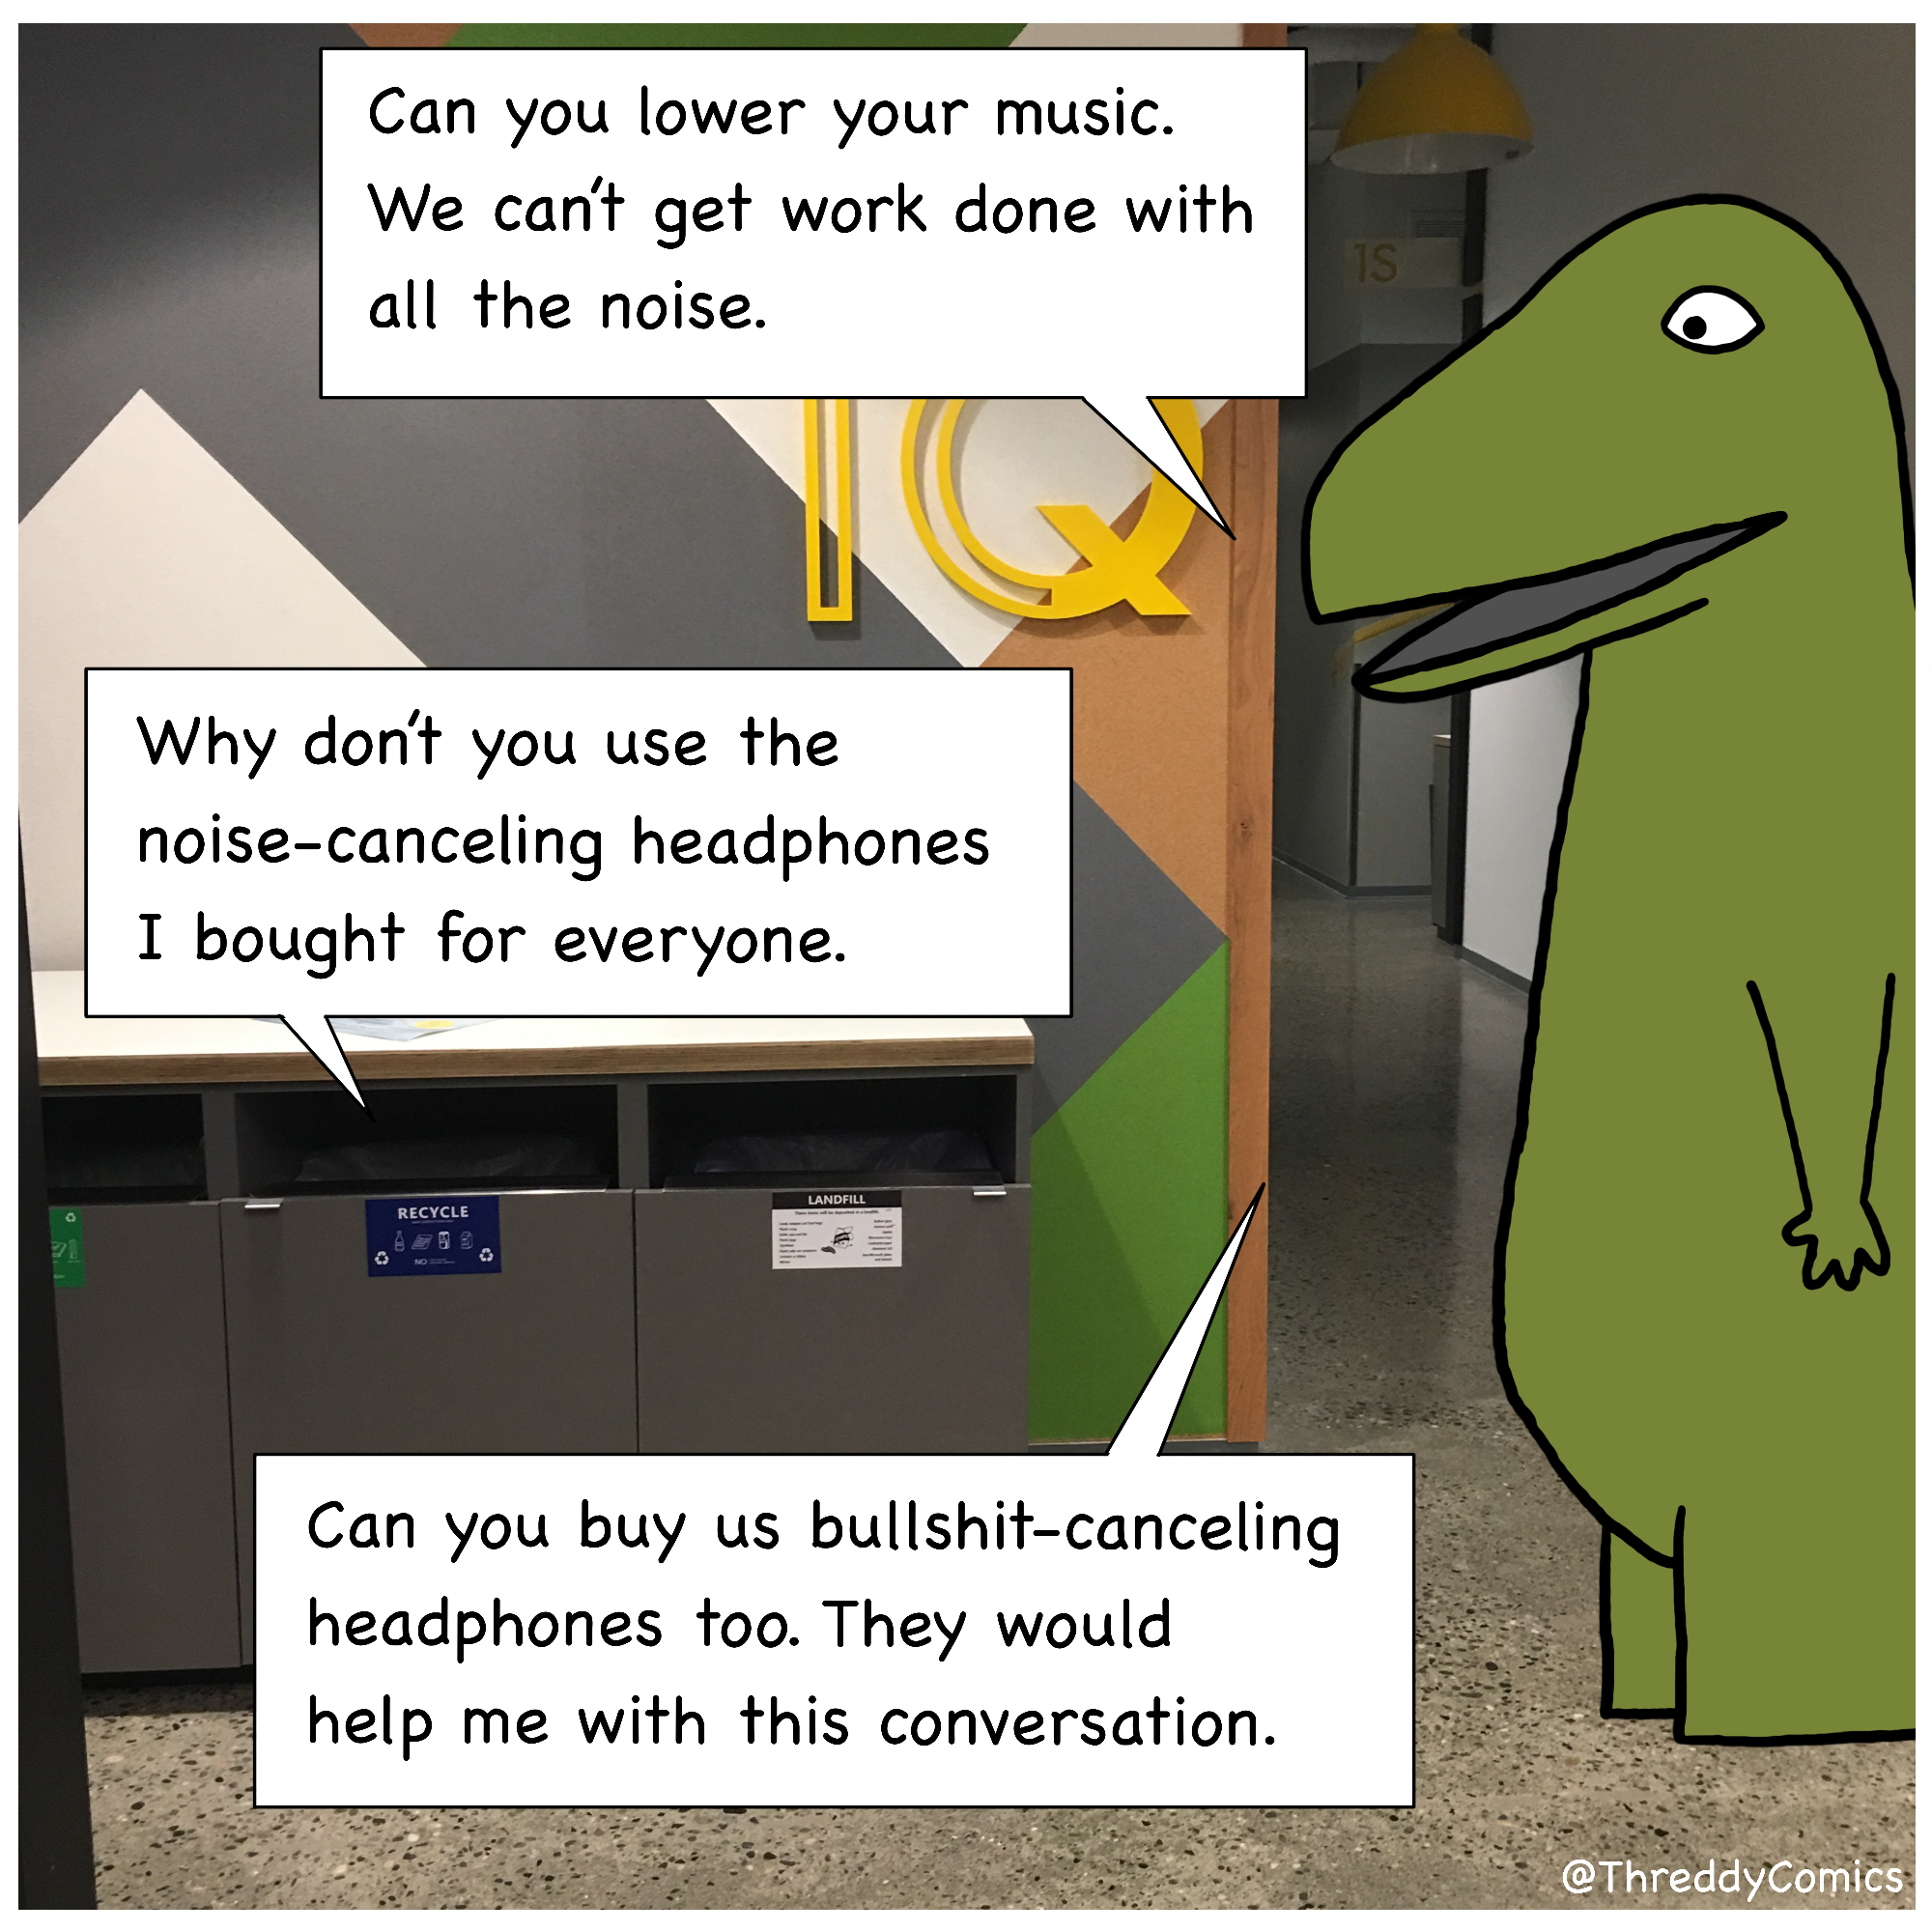 Can you lower your music.
We can't get work done with
all the noise.
1S
IQ
Why don't you use the
noise-canceling headphones
I bought for everyone.
RECYCLE
NO
LANDFILL
Can you buy us bullshit-canceling
headphones too. They would
help me with this conversation.
@ThreddyComics